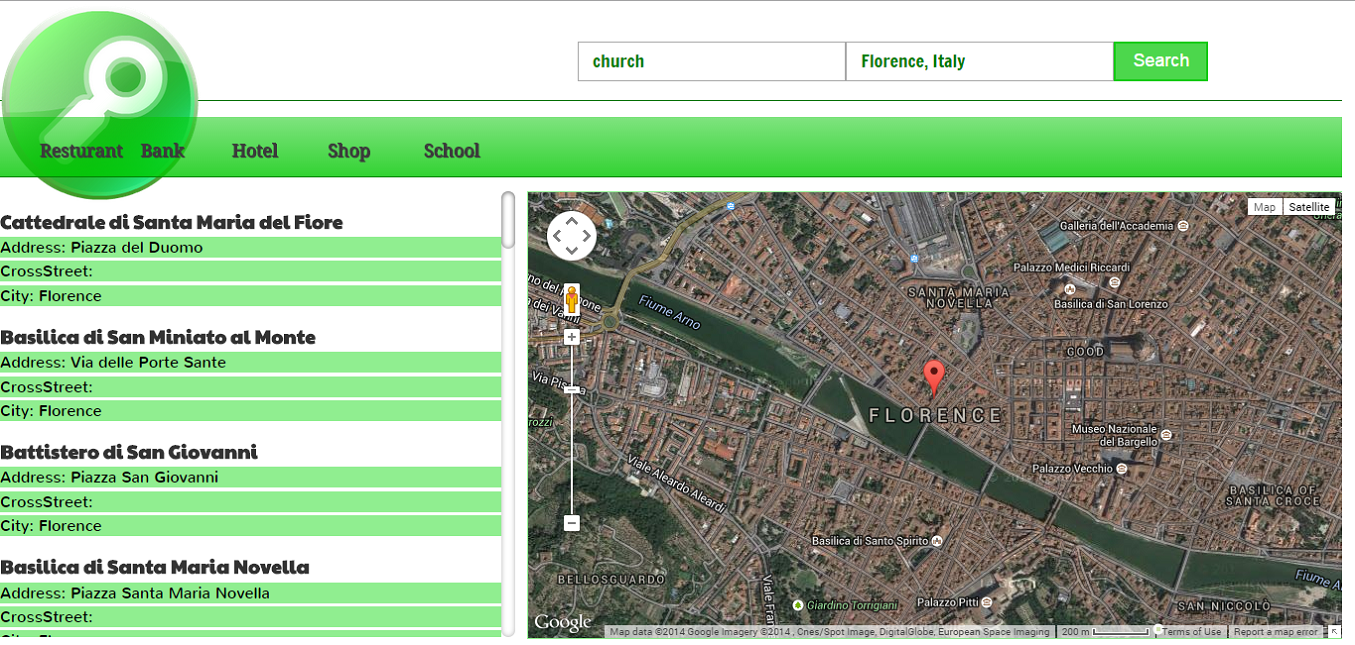 church
Florence, Italy
Search
Resturant Bank Hotel Shop School
Cattedrale di Santa Maria del Fiore
Address: Piazza del Duomo
CrossStreet:
City: Florence
Basilica di San Miniato al Monte
Address: Via delle Porte Sante
CrossStreet:
City: Florence
Battistero di San Giovanni
Address: Piazza San Giovanni
CrossStreet:
City: Florence
Basilica di Santa Maria Novella
Address: Piazza Santa Maria Novella
CrossStreet:
Map Satellite
Galleria dell'Accademia
Palazzo Medici Riccardi
SANTA MARIA
NOVELLA
Basilica di San Lorenzo
Fiume Arno
GOOD
Via
FLORENCE
Museo Nazionale
del Bargello
Palazzo Vecchio
Viale Aleardo Aleardi
BASILICA OF
SANTA CROCE
Basilica di Santo Spirito
BELLOSGUARDO
Giardino Torrigiani
Palazzo Pitti
Fiume
SAN NICCOLÒ
Google
Map data ©2014 Google Imagery ©2014 , Cnes/Spot Image, DigitalGlobe, European Space Imaging
200 m
Terms of Use
Report a map error